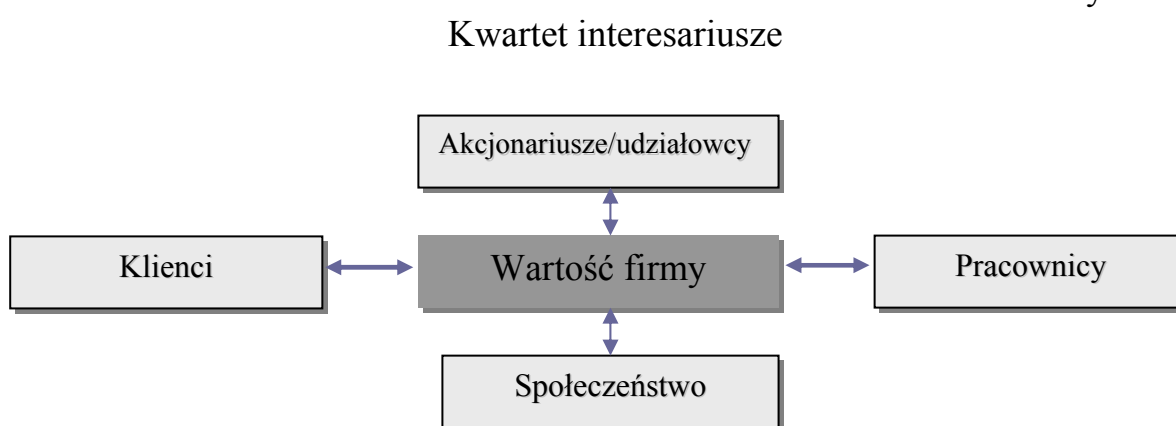 Kwartet interesariusze
Akcjonariusze/udziałowcy
Klienci
Wartość firmy
Pracownicy
Społeczeństwo